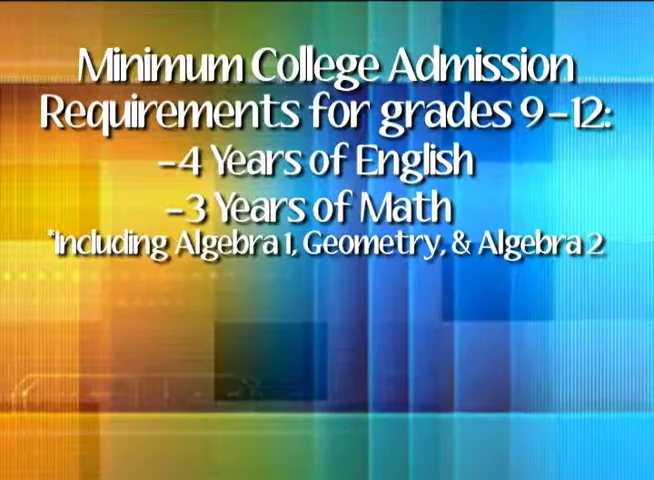 Minimum College Admission
Requirements for grades 9-12:
-4 Years of English
-3 Years of Math
*Including Algebra 1, Geometry, & Algebra 2